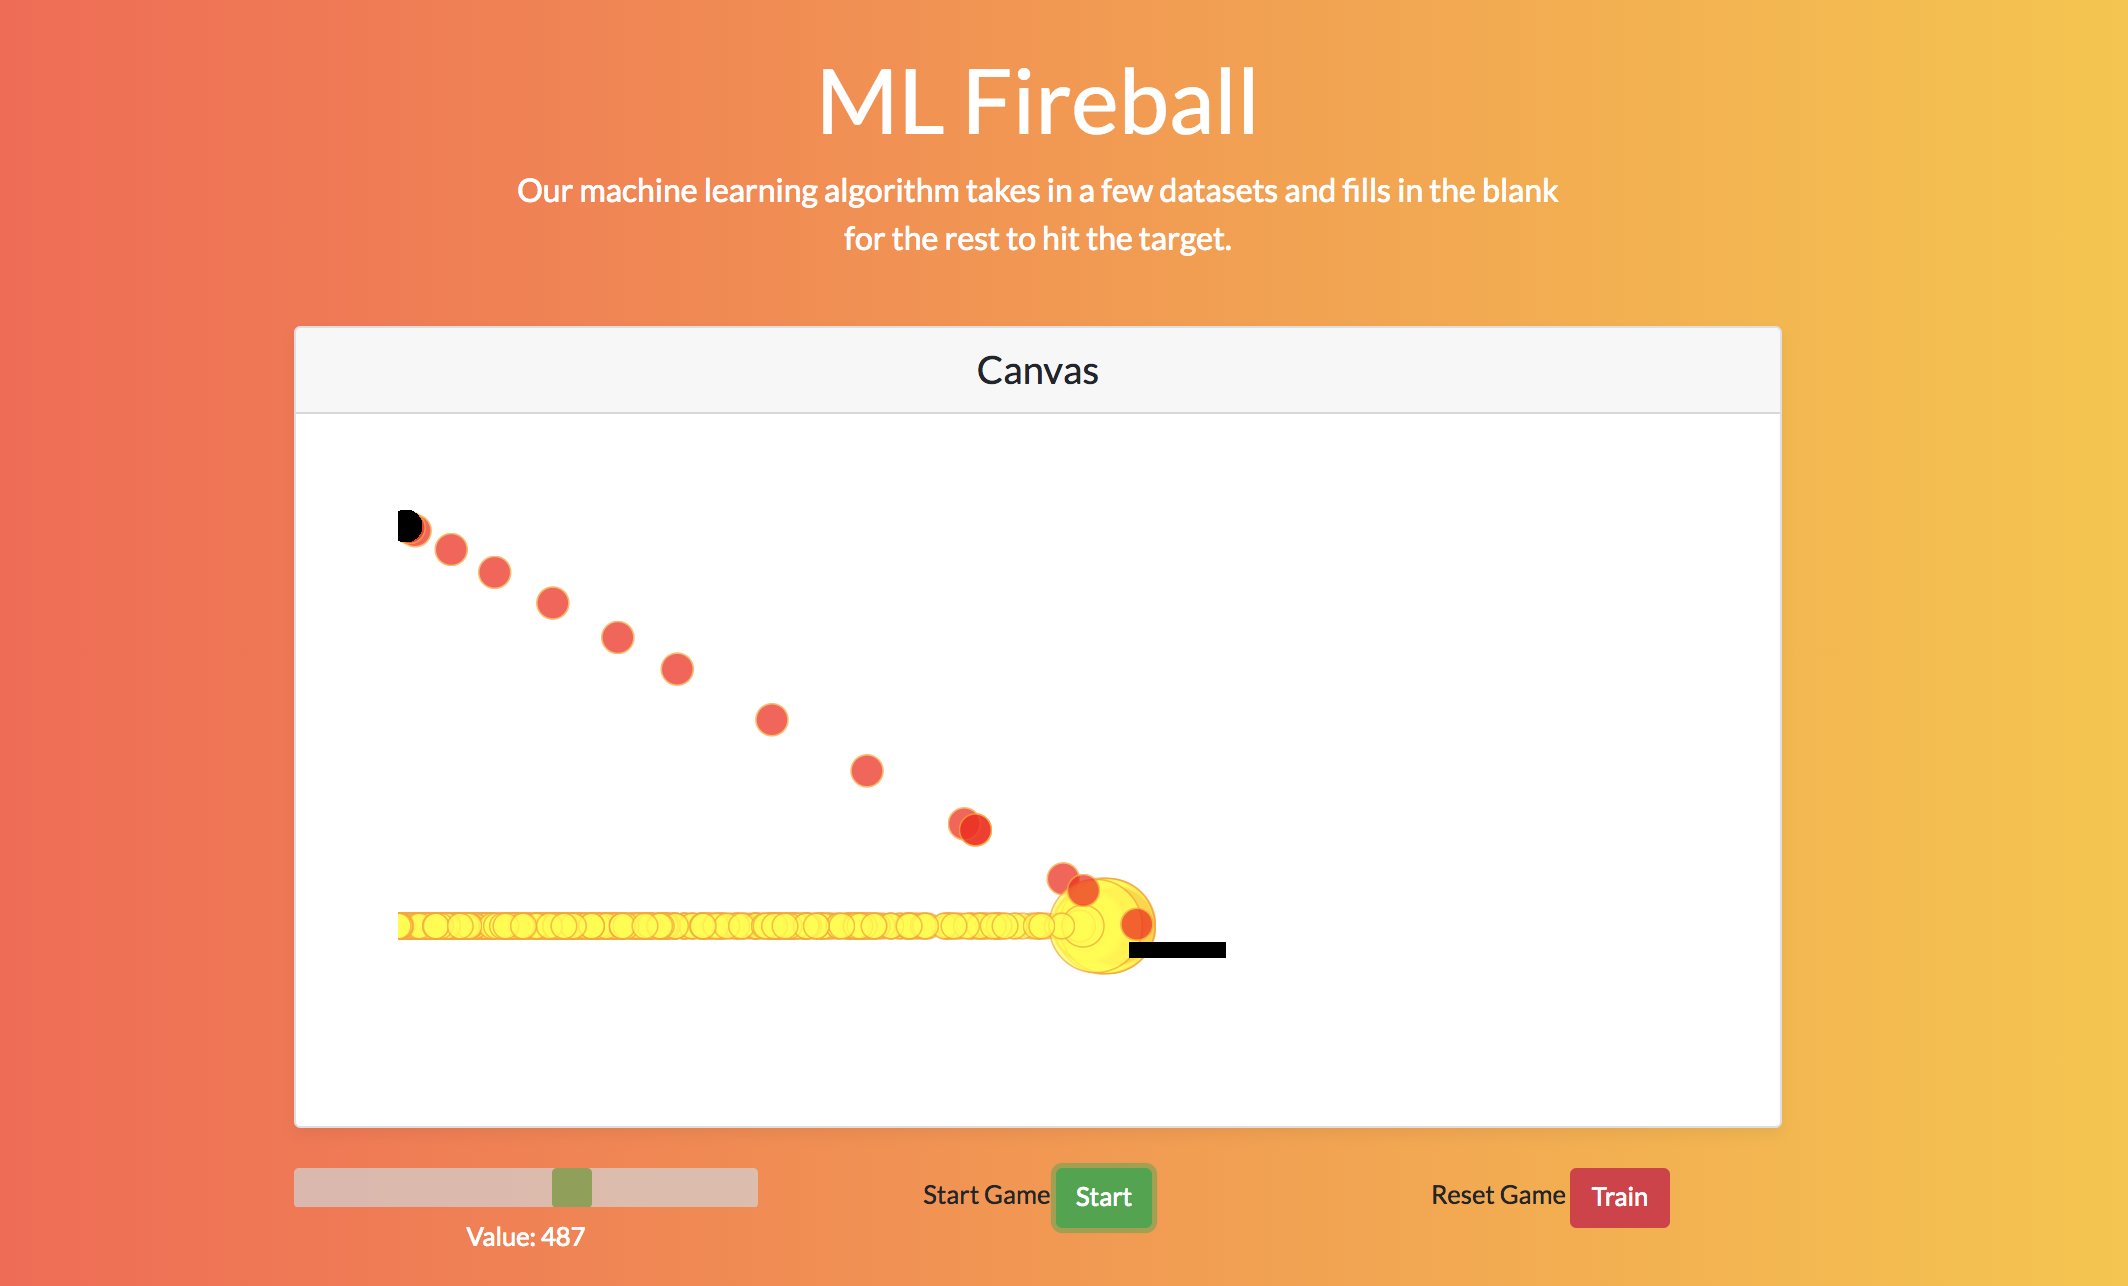 ML Fireball
Our machine learning algorithm takes in a few datasets and fills in the blank
for the rest to hit the target.
Canvas
Start Game Start
Reset Game Train
Value: 487